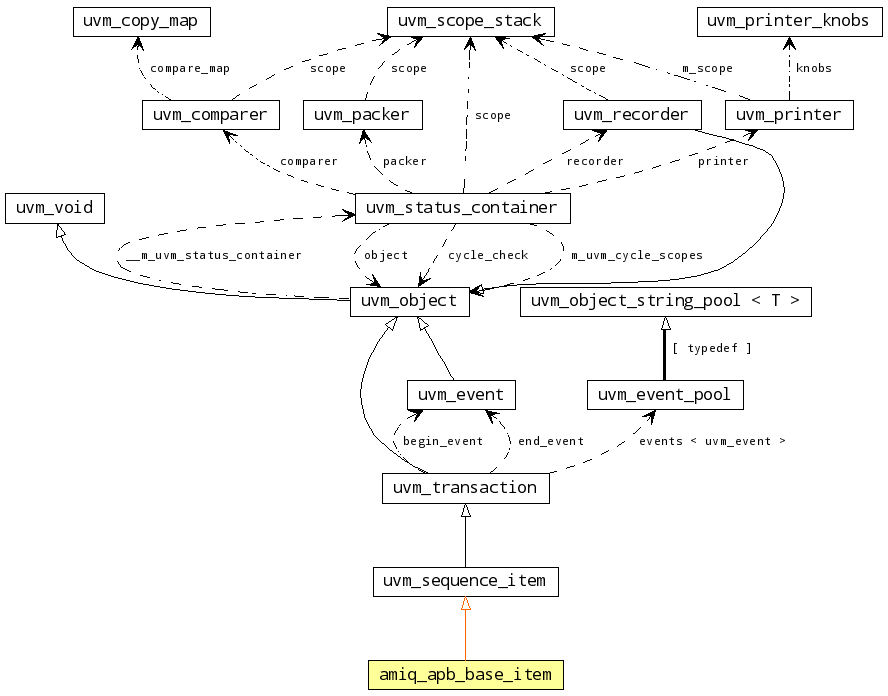 uvm_copy_map
uvm_scope_stack
uvm_printer_knobs
compare_map
scope
scope
scope
m_scope
knobs
uvm_comparer
uvm_packer
scope
uvm_recorder
uvm_printer
comparer
packer
recorder
printer
uvm_void
uvm_status_container
__m_uvm_status_container
object
cycle_check
m_uvm_cycle_scopes
uvm_object
uvm_object_string_pool < T >
[ typedef ]
uvm_event
uvm_event_pool
begin_event
end_event
events < uvm_event >
uvm_transaction
uvm_sequence_item
amiq_apb_base_item